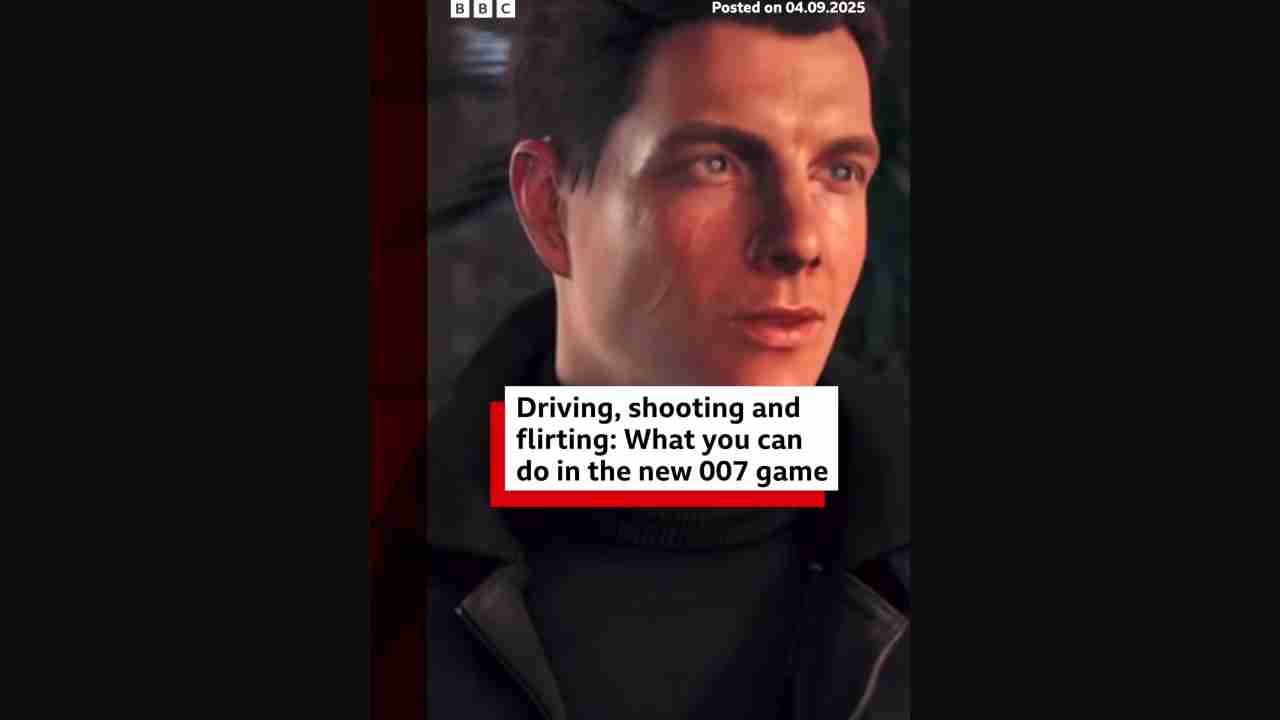 BBC
Posted on 04.09.2025
Driving, shooting and
flirting: What you can
do in the new 007 game